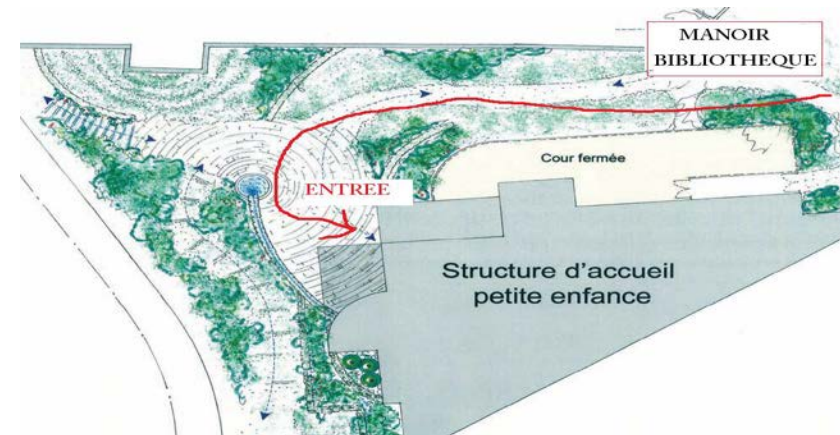 MANOIR
BIBLIOTHEQUE
Cour fermée
ENTREE
Structure d'accueil
petite enfance